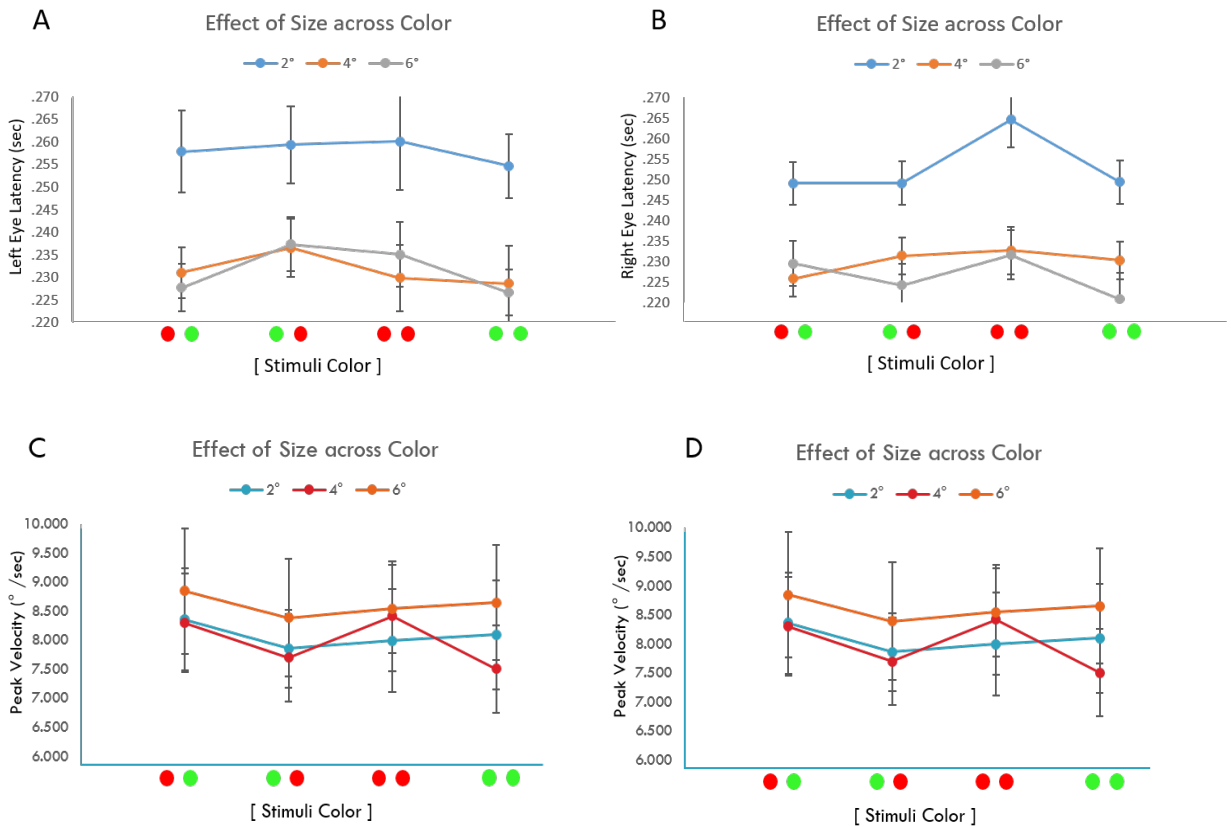 A
Effect of Size across Color
2° 4° 6°
Left Eye Latency (sec)
.270
.265
.260
.255
.250
.245
.240
.235
.230
.225
.220
[ Stimuli Color ]
B
Effect of Size across Color
2° 4° 6°
Right Eye Latency (sec)
.270
.265
.260
.255
.250
.245
.240
.235
.230
.225
.220
[ Stimuli Color ]
C
Effect of Size across Color
2° 4° 6°
Peak Velocity (° /sec)
10.000
9.500
9.000
8.500
8.000
7.500
7.000
6.500
6.000
[ Stimuli Color ]
D
Effect of Size across Color
2° 4° 6°
Peak Velocity (° /sec)
10.000
9.500
9.000
8.500
8.000
7.500
7.000
6.500
6.000
[ Stimuli Color ]